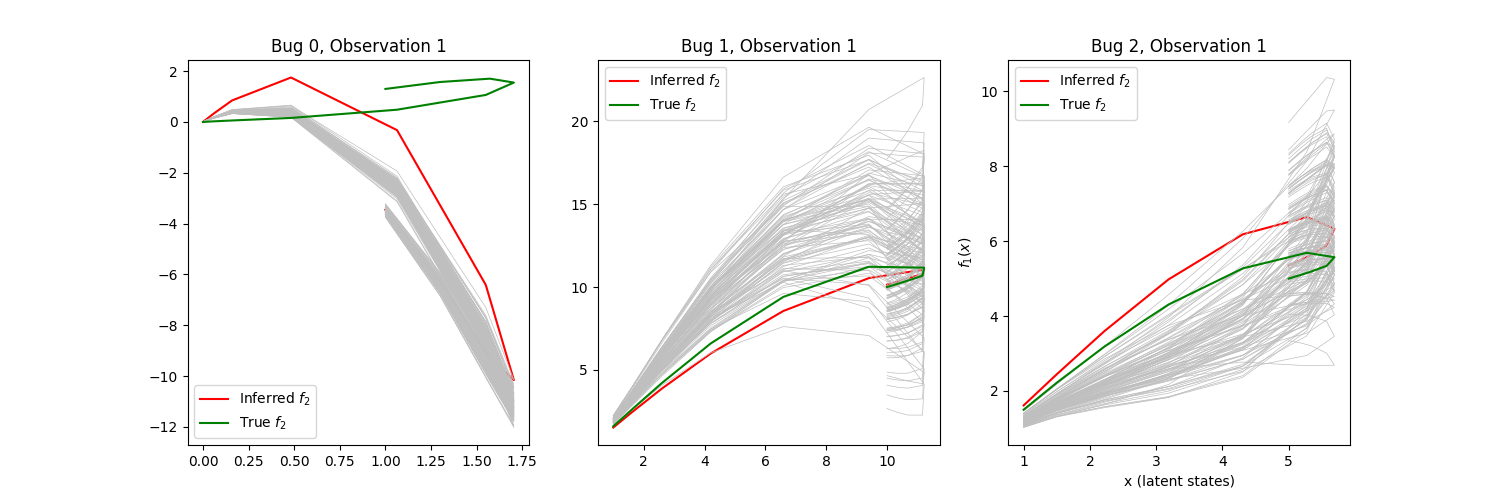 Bug 0, Observation 1
2
0
−2
−4
−6
−8
−10
−12
0.00 0.25 0.50 0.75 1.00 1.25 1.50 1.75
Inferred f₂
True f₂
Bug 1, Observation 1
Inferred f₂
True f₂
20
15
10
5
2 4 6 8 10
Bug 2, Observation 1
Inferred f₂
True f₂
f₁(x)
10
8
6
4
2
1 2 3 4 5
x (latent states)